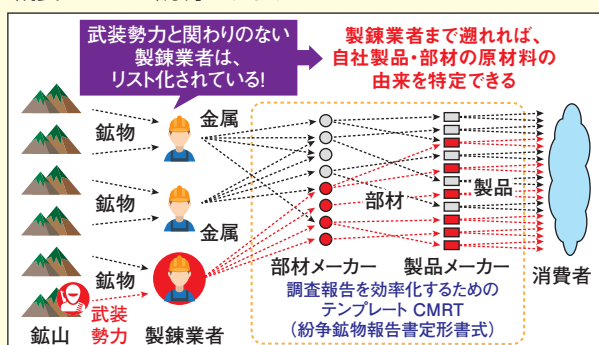 武装勢力と関わりのない
製錬業者は、
リスト化されている!
製錬業者まで遡れれば、
自社製品・部材の原材料の
由来を特定できる
鉱物
金属
鉱物
金属
鉱物
部材
製品
武装
勢力
鉱山
製錬業者
部材メーカー
製品メーカー
消費者
調査報告を効率化するための
テンプレート CMRT
(紛争鉱物報告書定形書式)